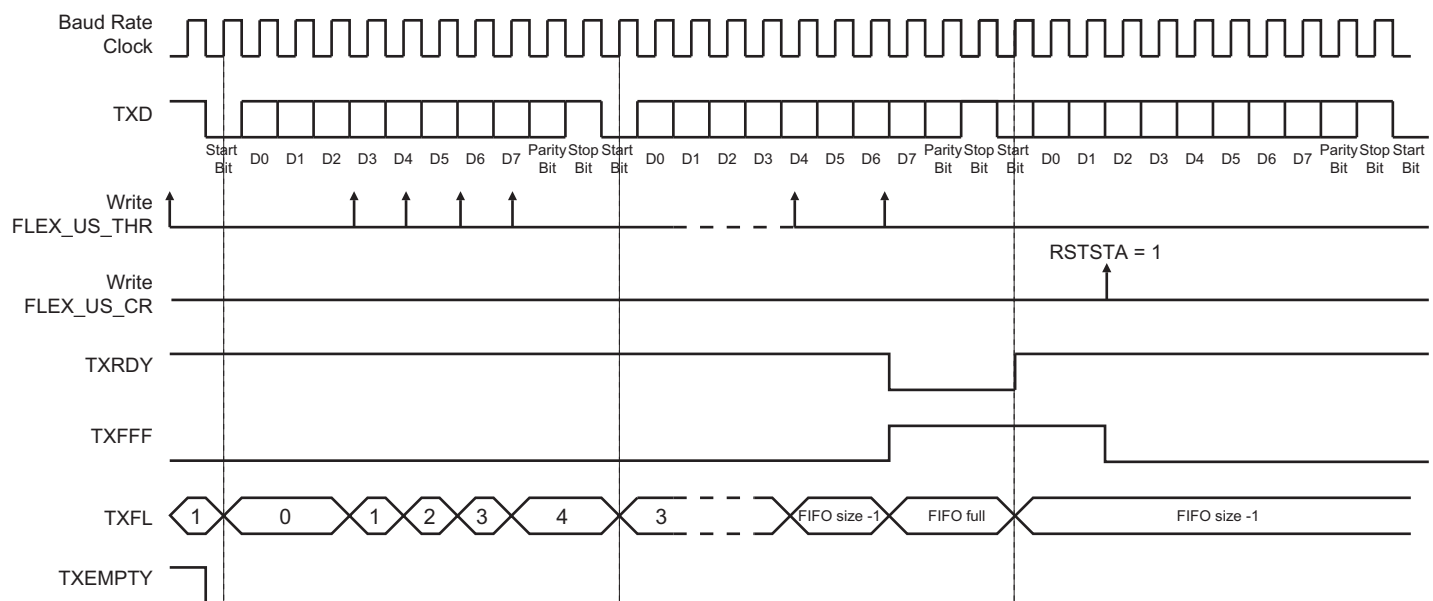 Baud Rate
Clock
TXD
Start
Bit
D0
D1
D2
D3
D4
D5
D6
D7
Parity
Bit
Stop
Bit
Start
Bit
D0
D1
D2
D3
D4
D5
D6
D7
Parity
Bit
Stop
Bit
Start
Bit
D0
D1
D2
D3
D4
D5
D6
D7
Parity
Bit
Stop
Bit
Start
Bit
Write
FLEX_US_THR
RSTSTA = 1
Write
FLEX_US_CR
TXRDY
TXFFF
TXFL
1
0
1
2
3
4
3
FIFO size -1
FIFO full
FIFO size -1
TXEMPTY